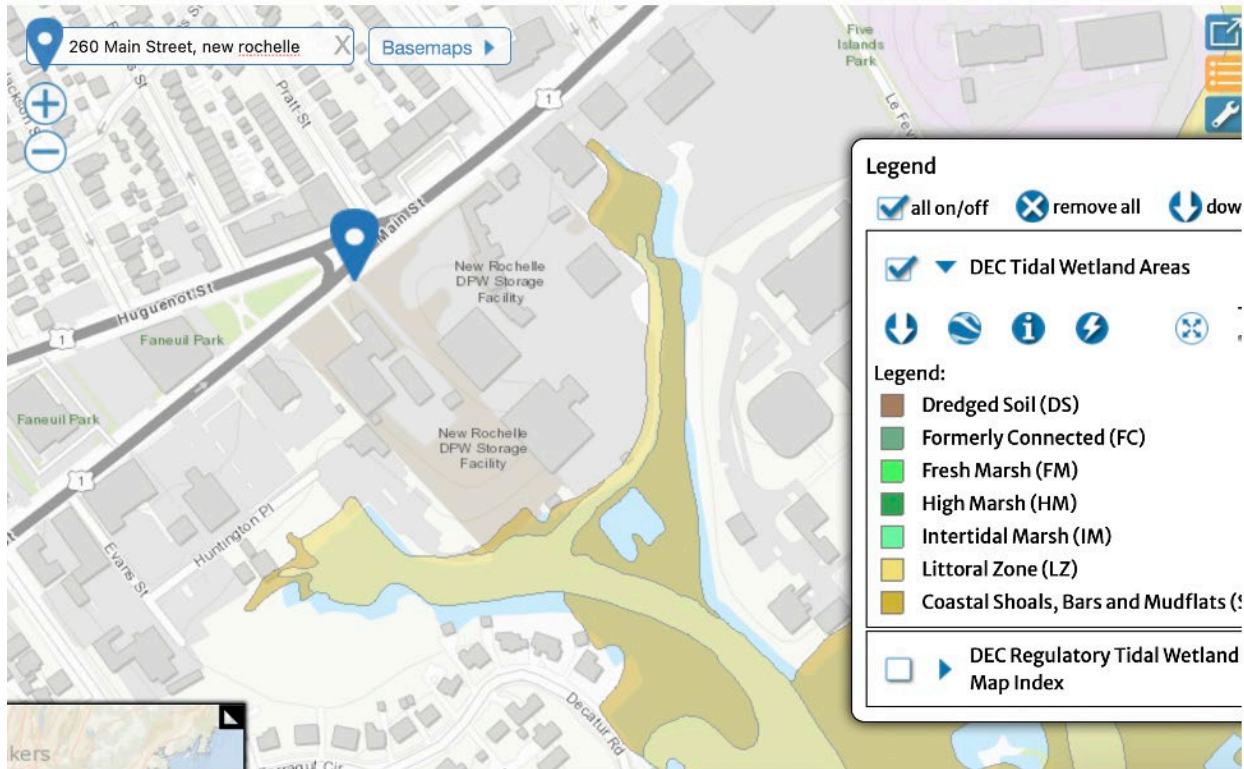 260 Main Street, new rochelle
X
Basemaps
Pratt St
1
Main St
Huguenot St
1
Faneuil Park
Faneuil Park
New Rochelle
DPW Storage
Facility
New Rochelle
DPW Storage
Facility
1
Huntington Pl
Evans St
Decatur Rd
Five
Islands
Park
Le Fev
kers
Legend
all on/off
remove all
dow
DEC Tidal Wetland Areas
Legend:
Dredged Soil (DS)
Formerly Connected (FC)
Fresh Marsh (FM)
High Marsh (HM)
Intertidal Marsh (IM)
Littoral Zone (LZ)
Coastal Shoals, Bars and Mudflats (S
DEC Regulatory Tidal Wetland
Map Index